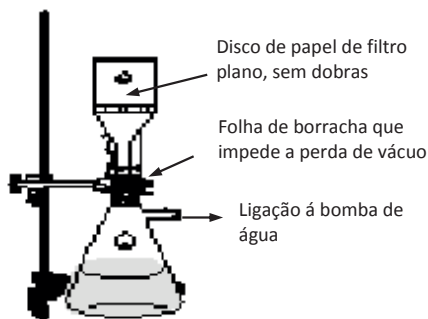 Disco de papel de filtro
plano, sem dobras
Folha de borracha que
impede a perda de vácuo
Ligação á bomba de
água